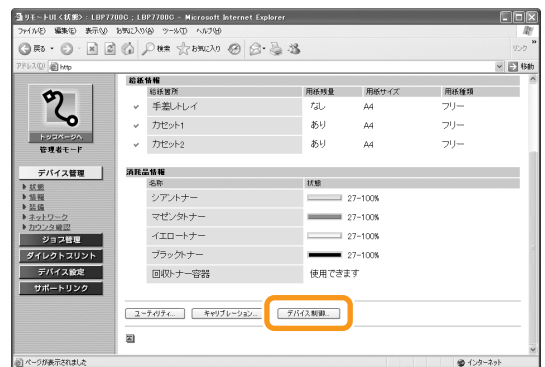 リモートUI <状態> : LBP7700C ; LBP7700C - Microsoft Internet Explorer
ファイル(F) 編集(E) 表示(V) お気に入り(A) ツール(T) ヘルプ(H)
戻る 検索 お気に入り リンク »
アドレス(D) http 移動
トップページへ
管理者モード
デバイス管理
状態
情報
装備
ネットワーク
カウンタ確認
ジョブ管理
ダイレクトプリント
デバイス設定
サポートリンク
給紙情報
給紙箇所 用紙残量 用紙サイズ 用紙種類
手差しトレイ なし A4 フリー
カセット1 あり A4 フリー
カセット2 あり A4 フリー
消耗品情報
名称 状態
シアントナー 27-100%
マゼンタトナー 27-100%
イエロートナー 27-100%
ブラックトナー 27-100%
回収トナー容器 使用できます
ユーティリティ... キャリブレーション... デバイス制御...
ページが表示されました インターネット